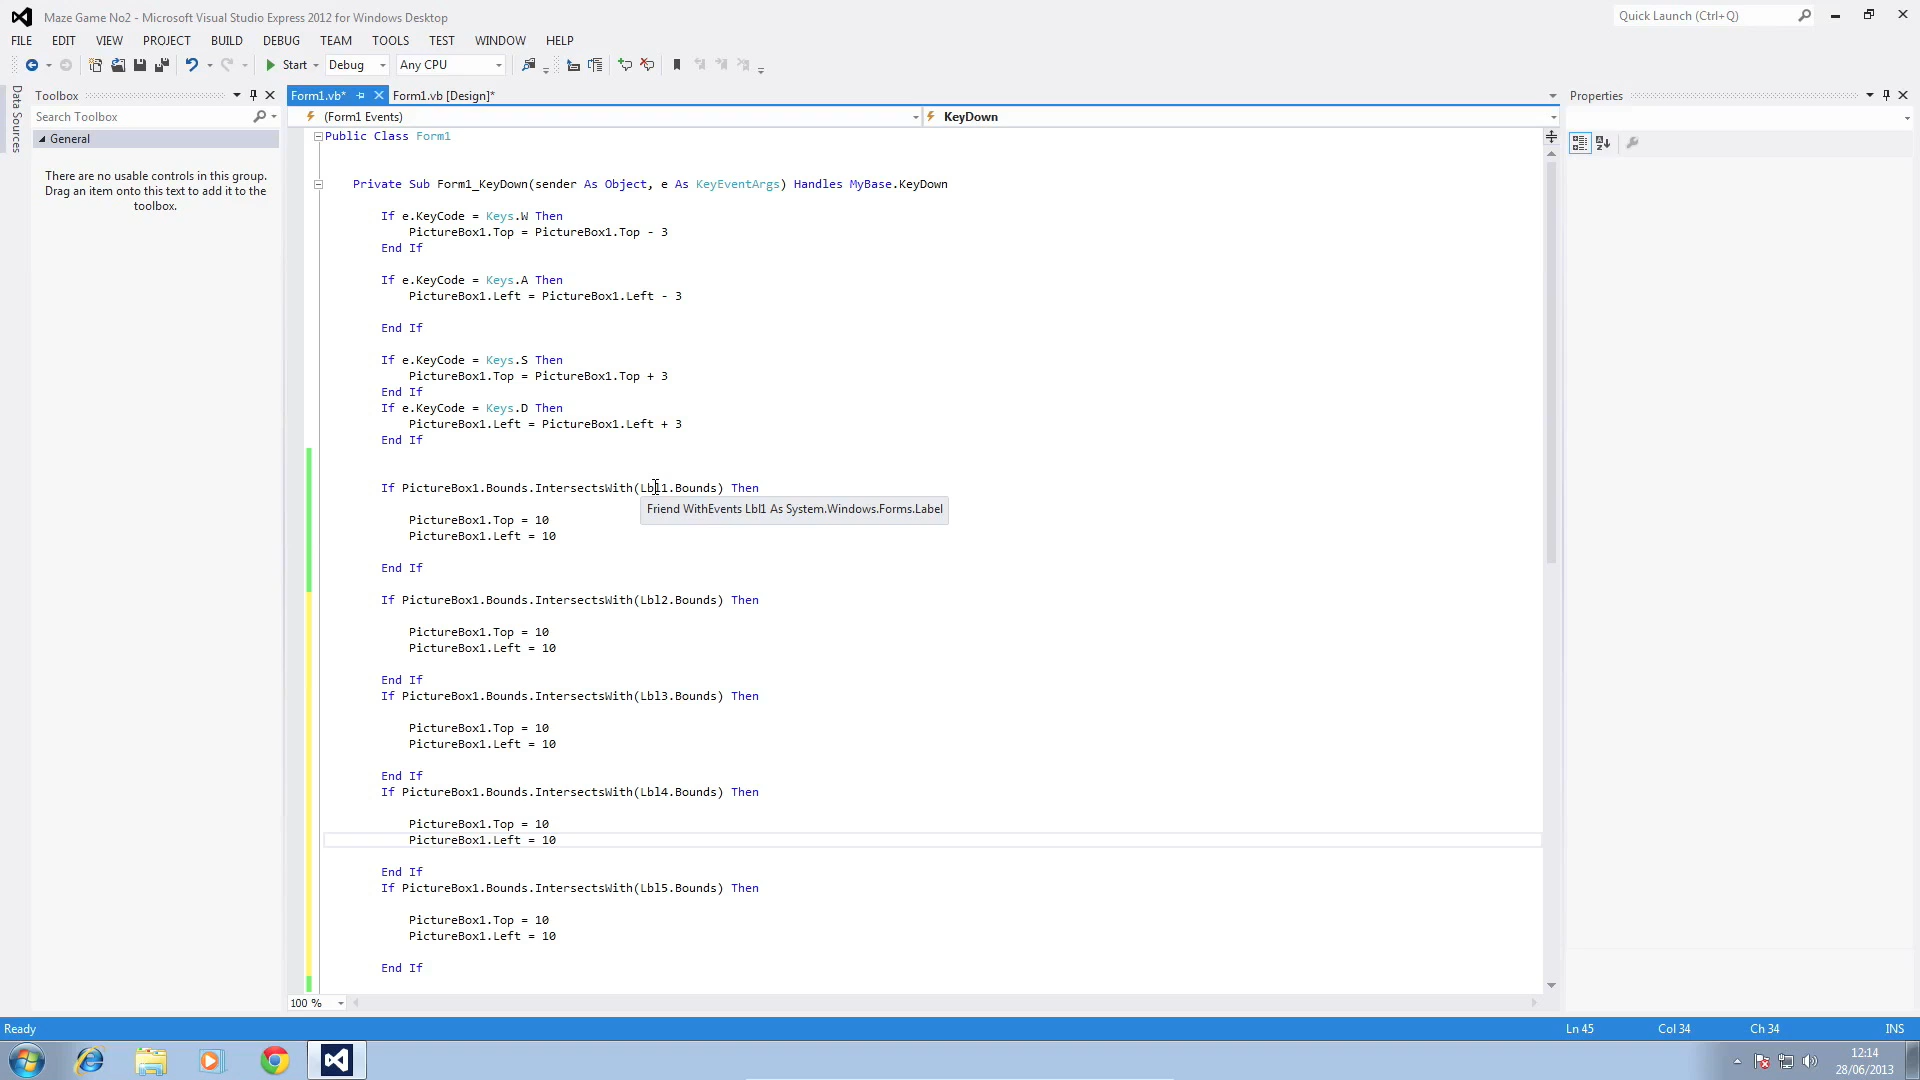 Maze Game No2 - Microsoft Visual Studio Express 2012 for Windows Desktop
Quick Launch (Ctrl+Q)
FILE EDIT VIEW PROJECT BUILD DEBUG TEAM TOOLS TEST WINDOW HELP
Start Debug Any CPU
Data Sources
Toolbox
Form1.vb* Form1.vb [Design]*
Properties
Search Toolbox
(Form1 Events) KeyDown
General
There are no usable controls in this group.
Drag an item onto this text to add it to the
toolbox.
Public Class Form1
Private Sub Form1_KeyDown(sender As Object, e As KeyEventArgs) Handles MyBase.KeyDown
If e.KeyCode = Keys.W Then
PictureBox1.Top = PictureBox1.Top - 3
End If
If e.KeyCode = Keys.A Then
PictureBox1.Left = PictureBox1.Left - 3
End If
If e.KeyCode = Keys.S Then
PictureBox1.Top = PictureBox1.Top + 3
End If
If e.KeyCode = Keys.D Then
PictureBox1.Left = PictureBox1.Left + 3
End If
If PictureBox1.Bounds.IntersectsWith(Lbl1.Bounds) Then
Friend WithEvents Lbl1 As System.Windows.Forms.Label
PictureBox1.Top = 10
PictureBox1.Left = 10
End If
If PictureBox1.Bounds.IntersectsWith(Lbl2.Bounds) Then
PictureBox1.Top = 10
PictureBox1.Left = 10
End If
If PictureBox1.Bounds.IntersectsWith(Lbl3.Bounds) Then
PictureBox1.Top = 10
PictureBox1.Left = 10
End If
If PictureBox1.Bounds.IntersectsWith(Lbl4.Bounds) Then
PictureBox1.Top = 10
PictureBox1.Left = 10
End If
If PictureBox1.Bounds.IntersectsWith(Lbl5.Bounds) Then
PictureBox1.Top = 10
PictureBox1.Left = 10
End If
100 %
Ready Ln 45 Col 34 Ch 34 INS
12:14
28/06/2013